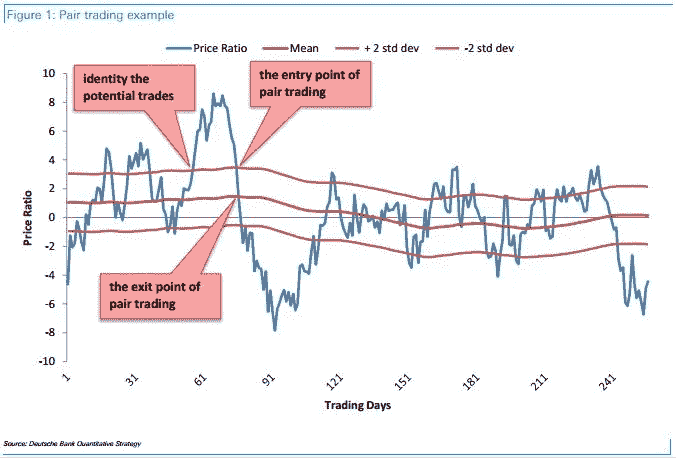 Figure 1: Pair trading example
Price Ratio
Mean
+ 2 std dev
-2 std dev
identity the
potential trades
the entry point of
pair trading
the exit point of
pair trading
Price Ratio
10
8
6
4
2
0
-2
-4
-6
-8
-10
1
31
61
91
121
151
181
211
241
Trading Days
Source: Deutsche Bank Quantitative Strategy